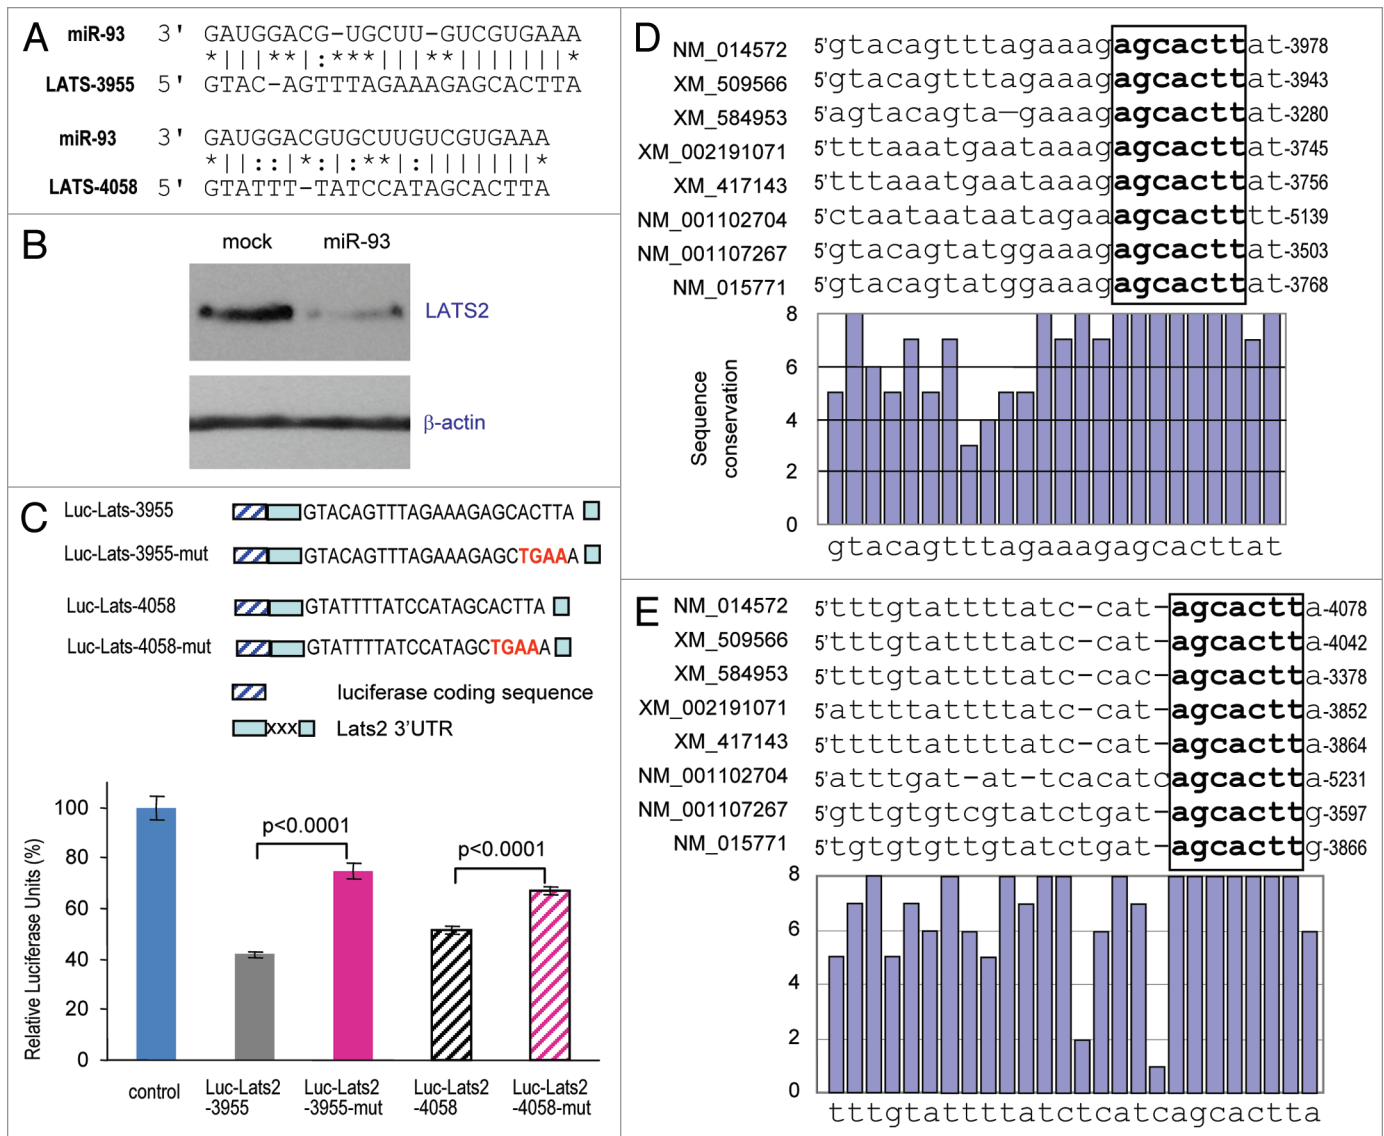 A
miR-93 3' GAUGGACG-UGCUU-GUCGUGAAA
*|||**|:***|||**|||||||*
LATS-3955 5' GTAC-AGTTTAGAAAGAGCACTTA
miR-93 3' GAUGGACGUGCUUGUCGUGAAA
*||::|*:|:**|:|||||||*
LATS-4058 5' GTATTT-TATCCATAGCACTTA
B
mock miR-93
LATS2
β-actin
C
Luc-Lats-3955 GTACAGTTTAGAAAGAGCACTTA
Luc-Lats-3955-mut GTACAGTTTAGAAAGAGCTGAAA
Luc-Lats-4058 GTATTTTATCCATAGCACTTA
Luc-Lats-4058-mut GTATTTTATCCATAGCTGAAA
luciferase coding sequence
xxx Lats2 3'UTR
Relative Luciferase Units (%)
100
80
60
40
20
0
p<0.0001
p<0.0001
control
Luc-Lats2
-3955
Luc-Lats2
-3955-mut
Luc-Lats2
-4058
Luc-Lats2
-4058-mut
D
NM_014572 5'gtacagtttagaaagagcacttat-3978
XM_509566 5'gtacagtttagaaagagcacttat-3943
XM_584953 5'agtacagta—gaaagagcacttat-3280
XM_002191071 5'tttaaatgaataaagagcacttat-3745
XM_417143 5'tttaaatgaataaagagcacttat-3756
NM_001102704 5'ctaataataatagaaagcactttt-5139
NM_001107267 5'gtacagtatggaaagagcacttat-3503
NM_015771 5'gtacagtatggaaagagcacttat-3768
Sequence
conservation
8
6
4
2
0
gtacagtttagaaagagcacttat
E
NM_014572 5'tttgtattttatc-cat-agcactta-4078
XM_509566 5'tttgtattttatc-cat-agcactta-4042
XM_584953 5'tttgtattttatc-cac-agcactta-3378
XM_002191071 5'attttattttatc-cat-agcactta-3852
XM_417143 5'tttttattttatc-cat-agcactta-3864
NM_001102704 5'atttgat-at-tcacatcagcactta-5231
NM_001107267 5'gttgtgtcgtatctgat-agcacttg-3597
NM_015771 5'tgtgtgttgtatctgat-agcacttg-3866
8
6
4
2
0
tttgtattttatctcatcagcactta